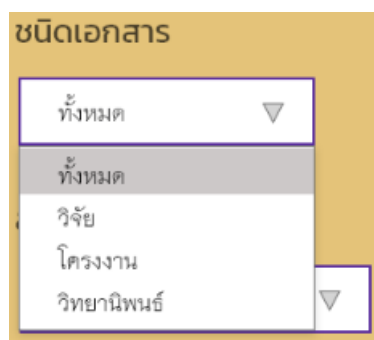 ชนิดเอกสาร
ทั้งหมด
ทั้งหมด
วิจัย
โครงงาน
วิทยานิพนธ์